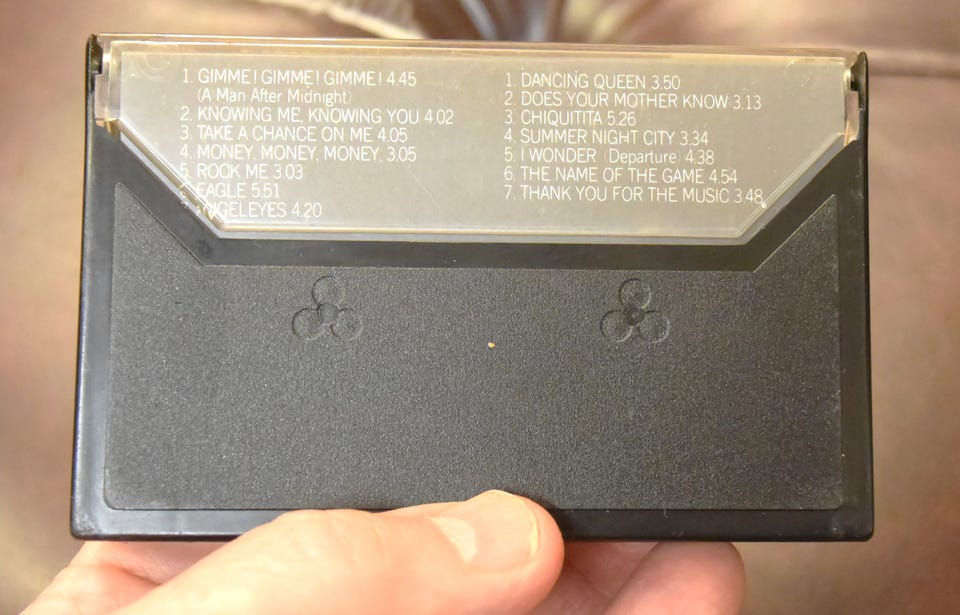 1. GIMME! GIMME! GIMME! 4.45
(A Man After Midnight)
2. KNOWING ME, KNOWING YOU 4.02
3. TAKE A CHANCE ON ME 4.05
4. MONEY, MONEY, MONEY, 3.05
5. ROCK ME 3.03
6. EAGLE 5.51
7. ANGELEYES 4.20
1. DANCING QUEEN 3.50
2. DOES YOUR MOTHER KNOW 3.13
3. CHIQUITITA 5.26
4. SUMMER NIGHT CITY 3.34
5. I WONDER (Departure) 4.38
6. THE NAME OF THE GAME 4.54
7. THANK YOU FOR THE MUSIC 3.48